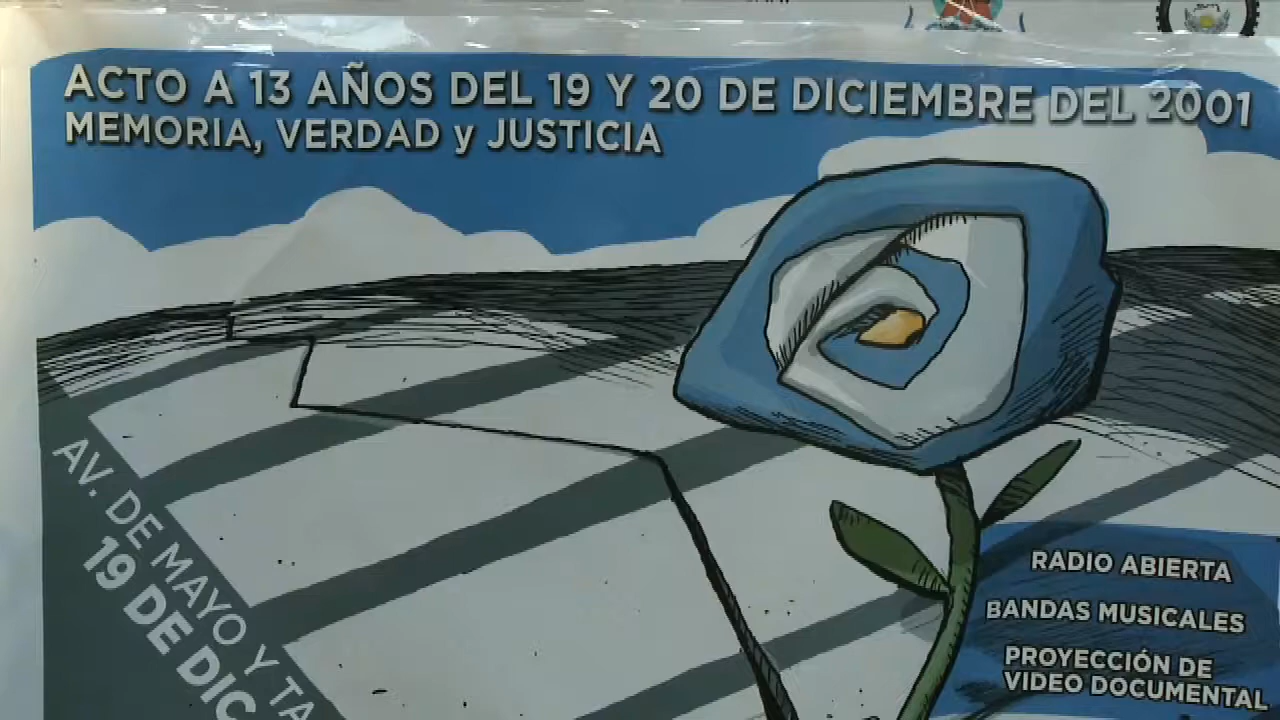 ACTO A 13 AÑOS DEL 19 Y 20 DE DICIEMBRE DEL 2001
MEMORIA, VERDAD y JUSTICIA
AV. DE MAYO Y TA
19 DE DIC
RADIO ABIERTA
BANDAS MUSICALES
PROYECCIÓN DE
VIDEO DOCUMENTAL